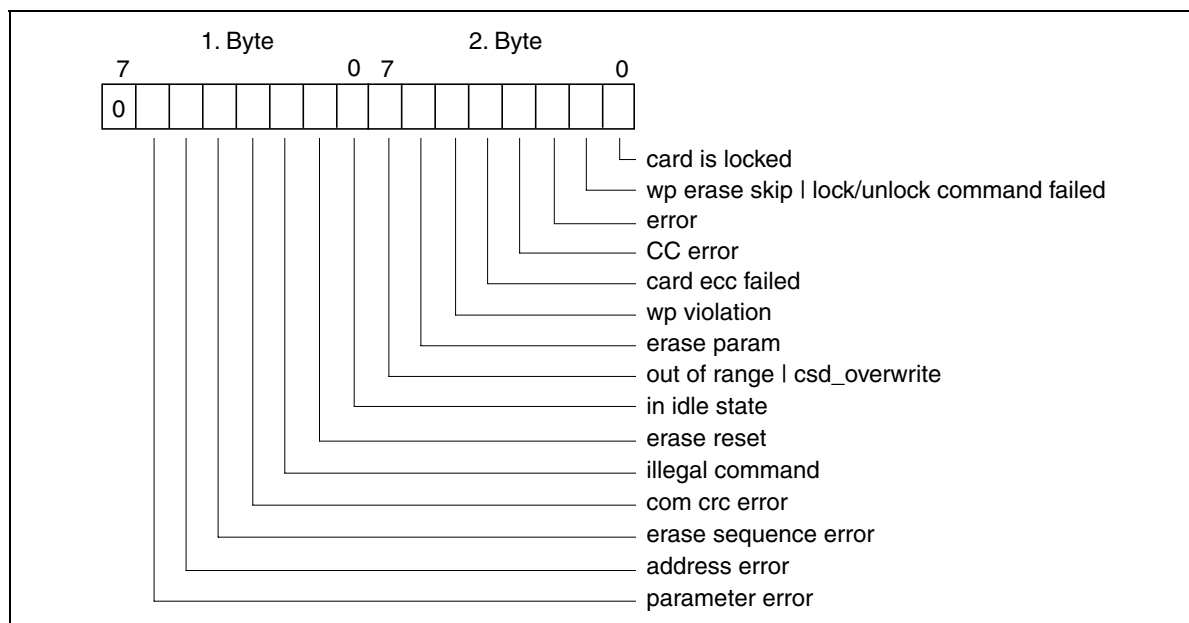 1. Byte 2. Byte
7 0 7 0
0
card is locked
wp erase skip | lock/unlock command failed
error
CC error
card ecc failed
wp violation
erase param
out of range | csd_overwrite
in idle state
erase reset
illegal command
com crc error
erase sequence error
address error
parameter error